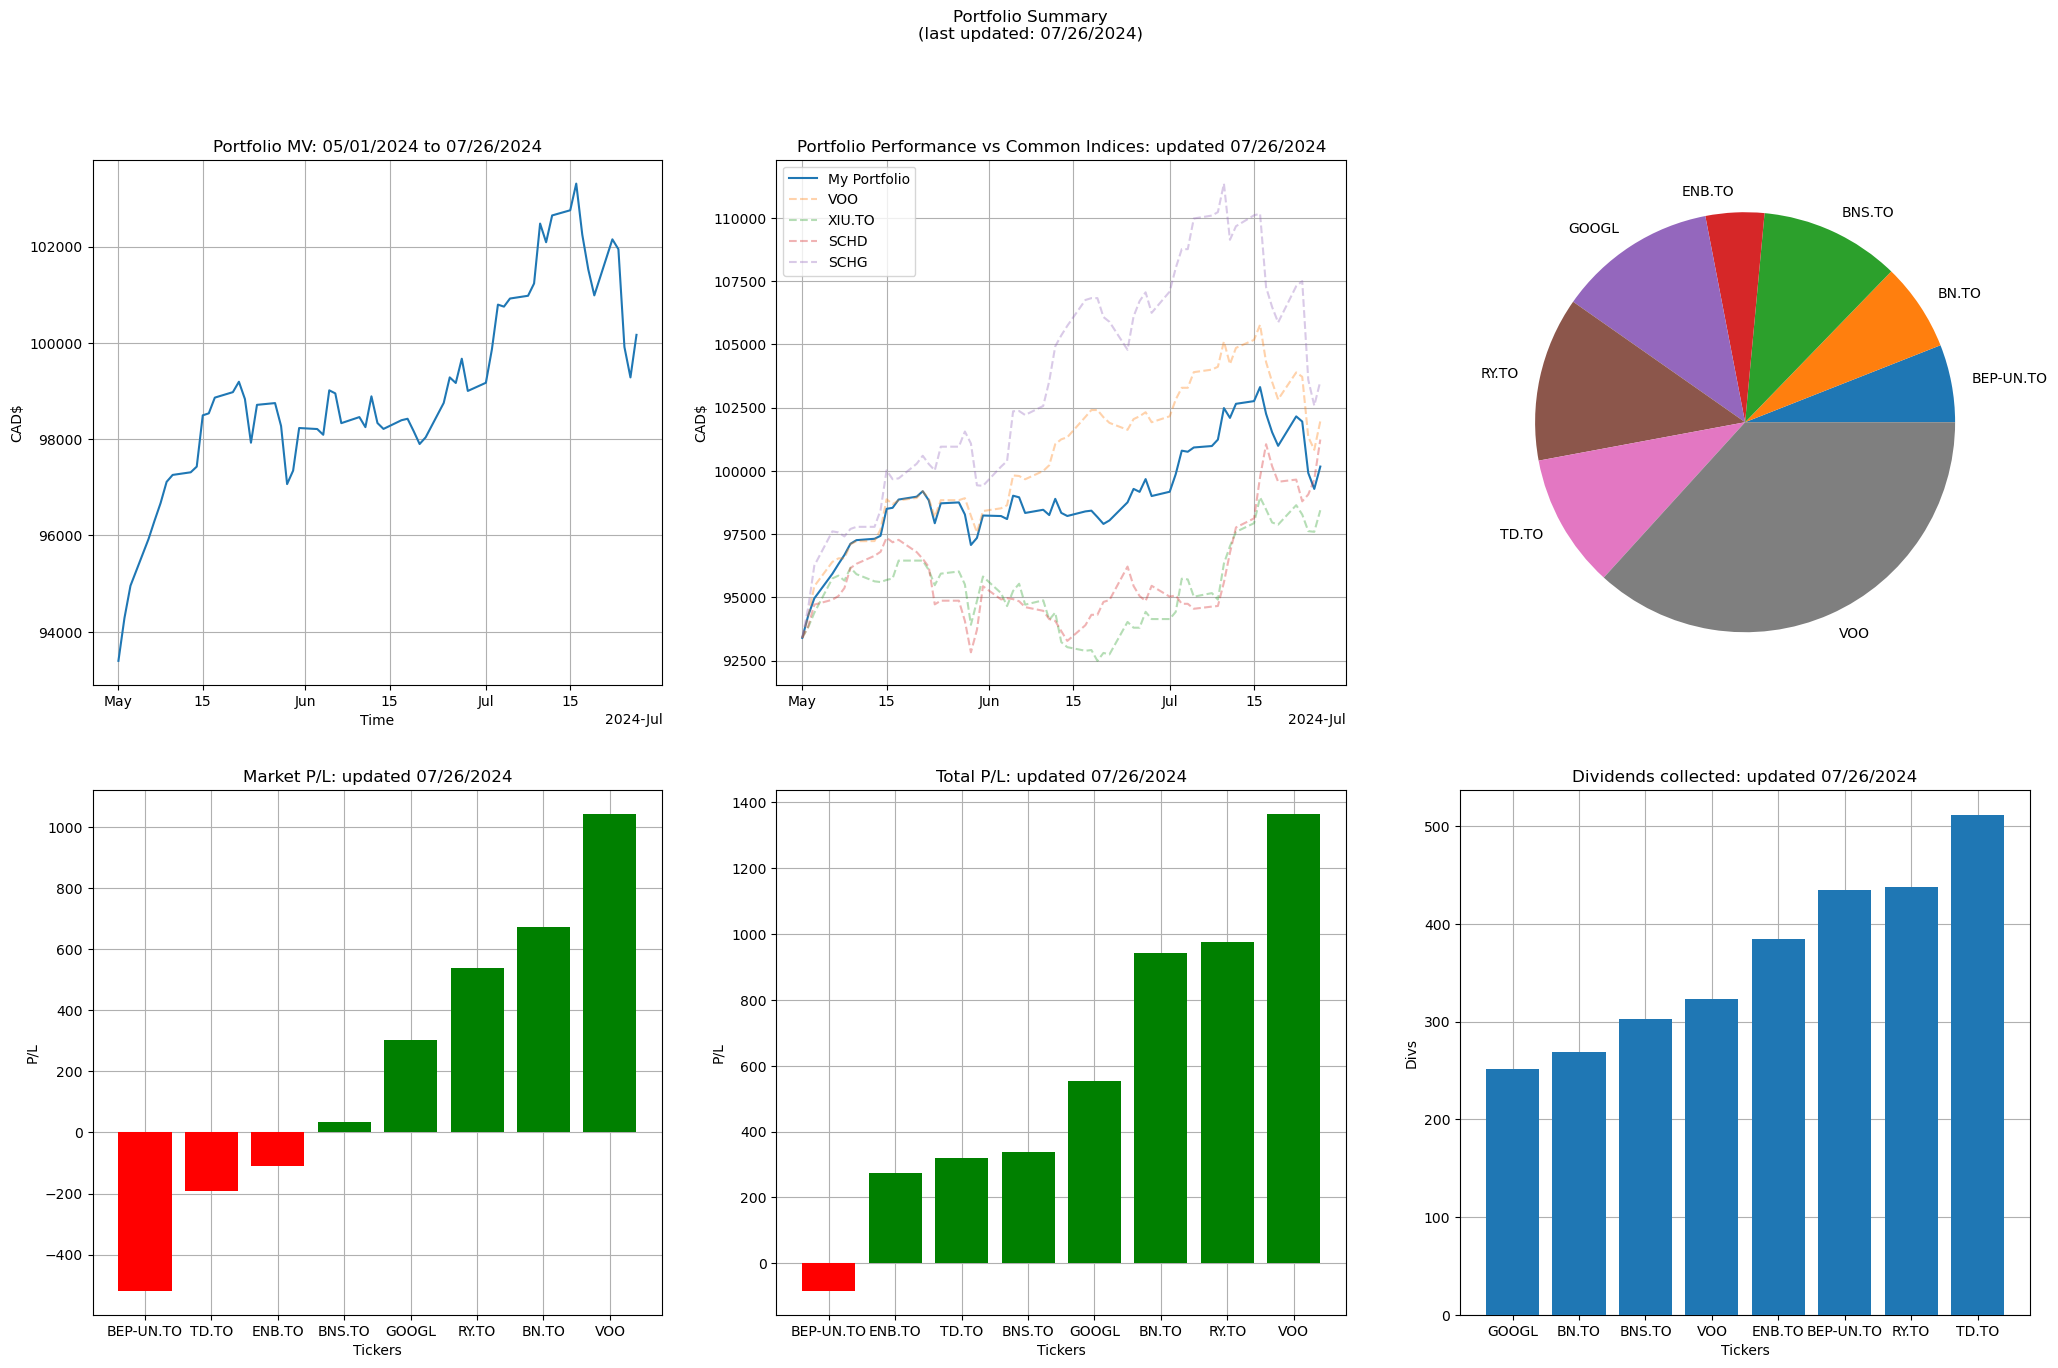 Portfolio Summary
(last updated: 07/26/2024)
Portfolio MV: 05/01/2024 to 07/26/2024
CAD$
102000
100000
98000
96000
94000
May 15 Jun 15 Jul 15
Time
2024-Jul
Portfolio Performance vs Common Indices: updated 07/26/2024
My Portfolio
VOO
XIU.TO
SCHD
SCHG
CAD$
110000
107500
105000
102500
100000
97500
95000
92500
May 15 Jun 15 Jul 15
2024-Jul
ENB.TO
BNS.TO
GOOGL
BN.TO
RY.TO
BEP-UN.TO
TD.TO
VOO
Market P/L: updated 07/26/2024
P/L
1000
800
600
400
200
0
−200
−400
BEP-UN.TO TD.TO ENB.TO BNS.TO GOOGL RY.TO BN.TO VOO
Tickers
Total P/L: updated 07/26/2024
P/L
1400
1200
1000
800
600
400
200
0
BEP-UN.TO ENB.TO TD.TO BNS.TO GOOGL BN.TO RY.TO VOO
Tickers
Dividends collected: updated 07/26/2024
Divs
500
400
300
200
100
0
GOOGL BN.TO BNS.TO VOO ENB.TO BEP-UN.TO RY.TO TD.TO
Tickers